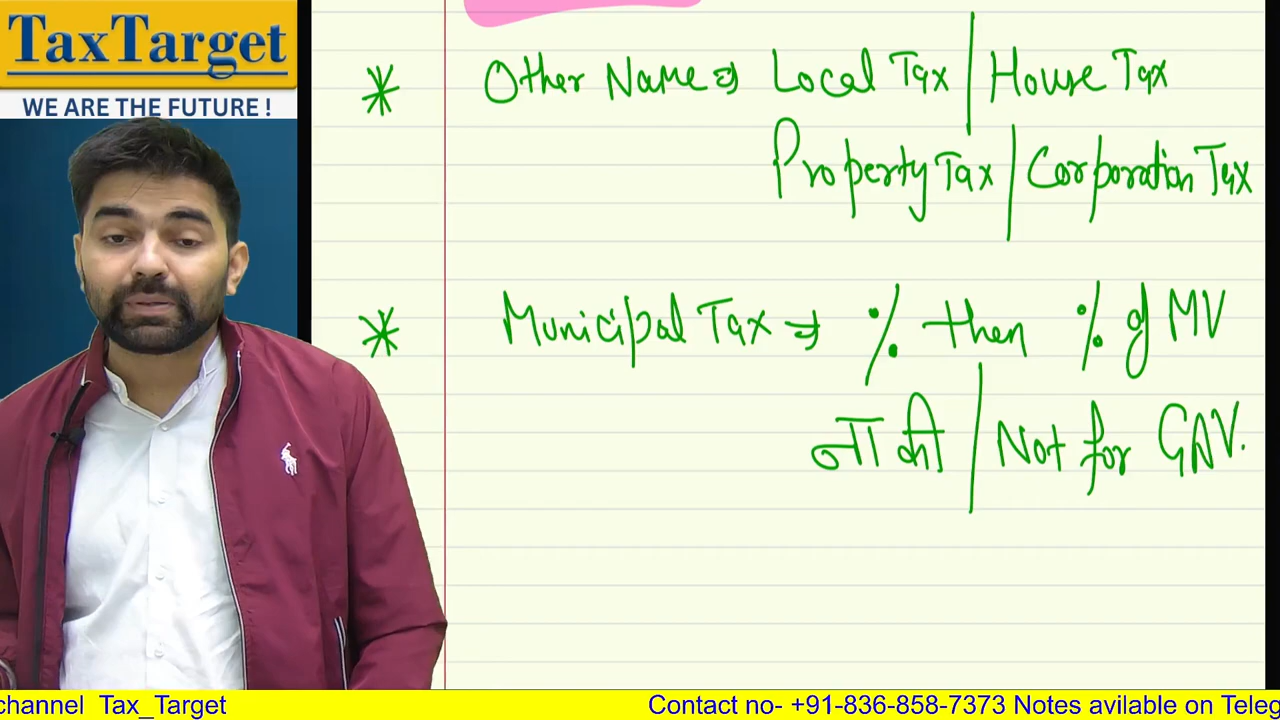 TaxTarget
WE ARE THE FUTURE !
* Other Name ⇒ Local Tax | House Tax
Property Tax | Corporation Tax
* Municipal Tax ⇒ % then % of MV
ना की | Not for GAV.
channel Tax_Target Contact no- +91-836-858-7373 Notes avilable on Teleg